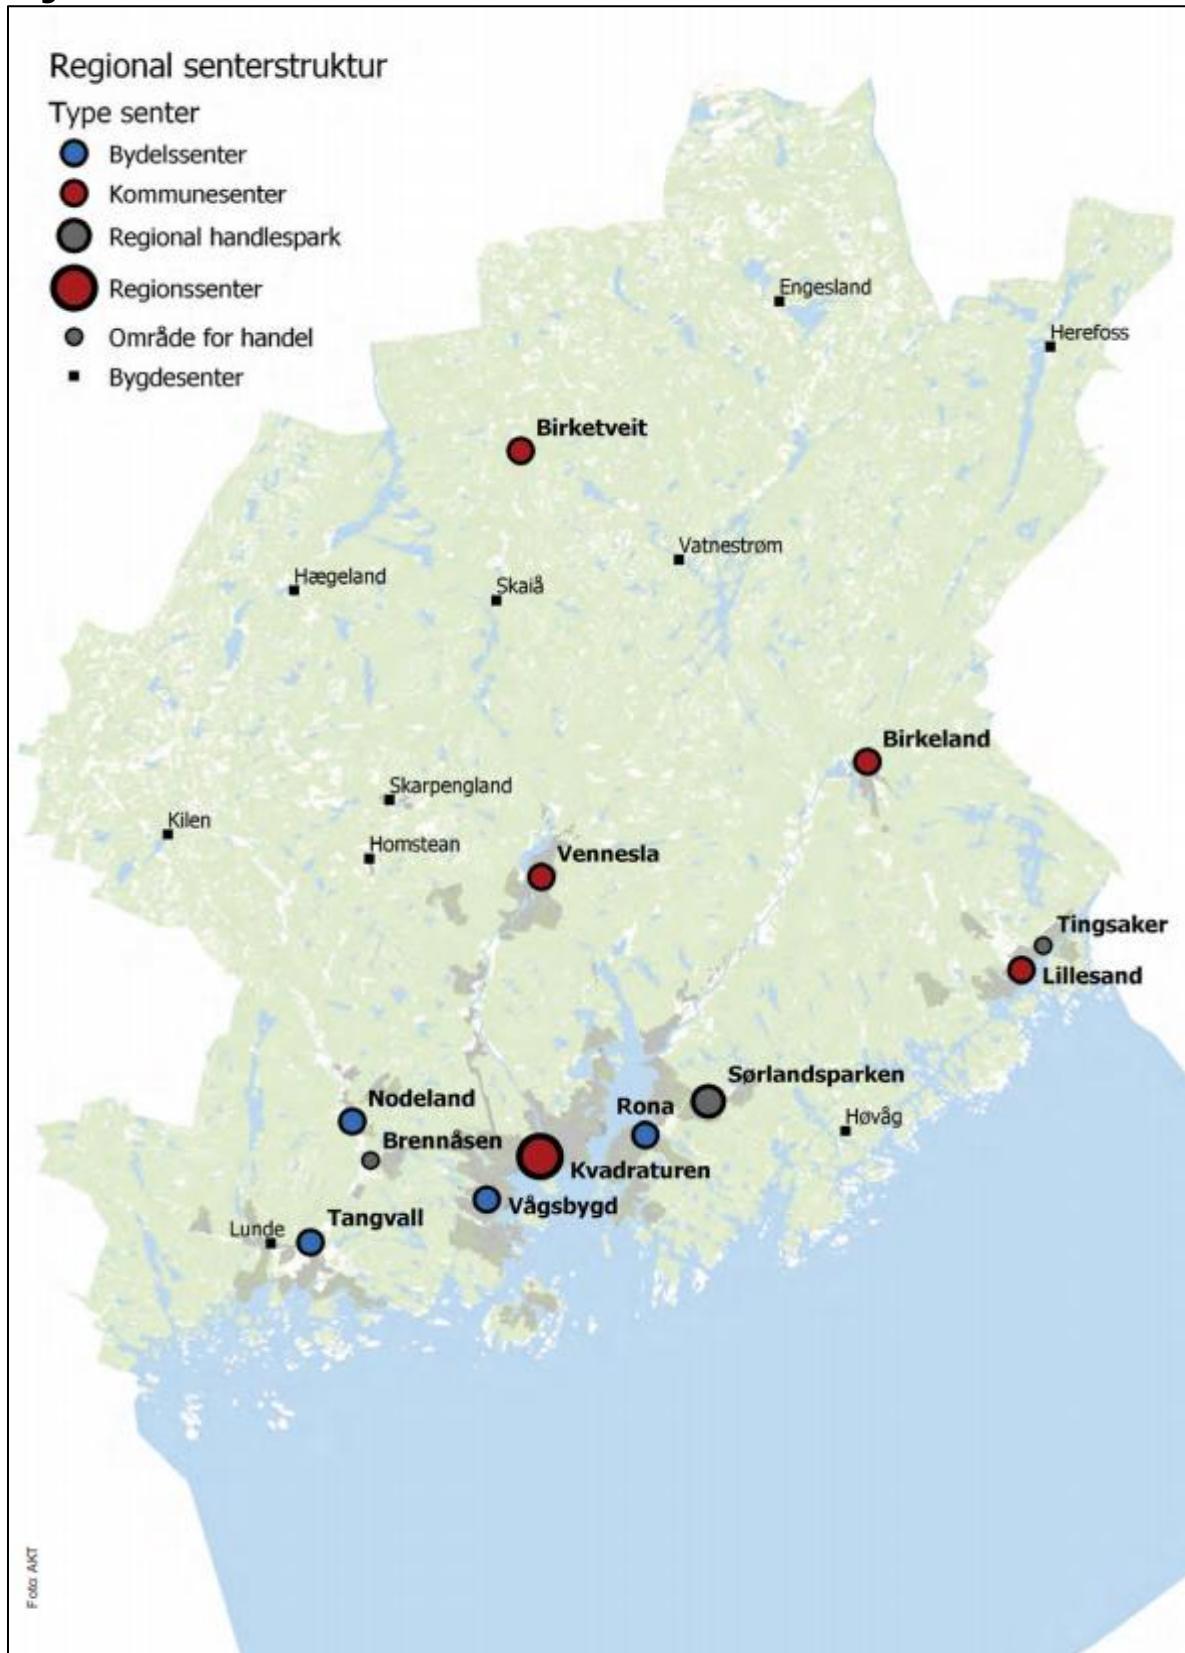 Regional senterstruktur
Type senter
Bydelssenter
Kommunesenter
Regional handlespark
Regionssenter
Område for handel
Bygdesenter
Engesland
Herefoss
Birketveit
Vatnestrøm
Hægeland
Skaiå
Birkeland
Skarpengland
Kilen
Homstean
Vennesla
Tingsaker
Lillesand
Sørlandsparken
Nodeland
Rona
Høvåg
Brennåsen
Kvadraturen
Vågsbygd
Tangvall
Lunde
Foto AKT